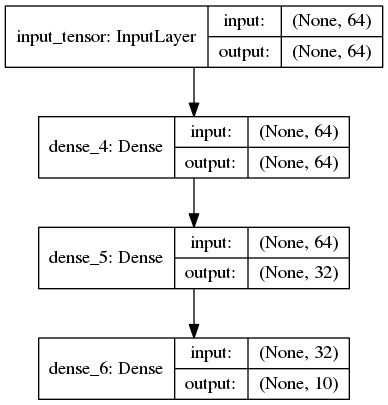 input_tensor: InputLayer
input: (None, 64)
output: (None, 64)
dense_4: Dense
input: (None, 64)
output: (None, 64)
dense_5: Dense
input: (None, 64)
output: (None, 32)
dense_6: Dense
input: (None, 32)
output: (None, 10)